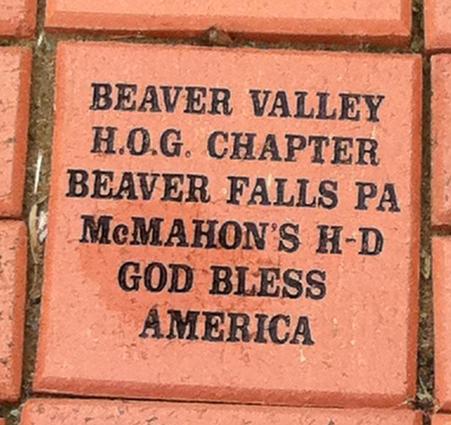 BEAVER VALLEY
H.O.G. CHAPTER
BEAVER FALLS PA
McMAHON'S H-D
GOD BLESS
AMERICA